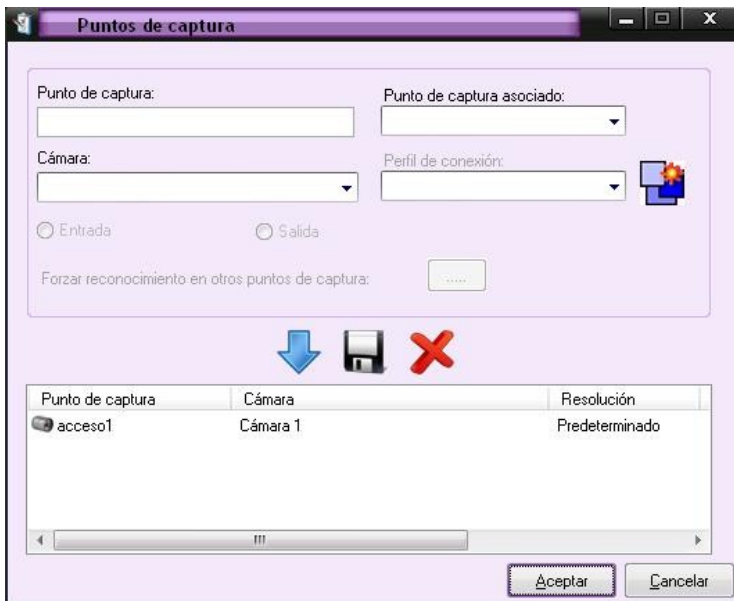 Puntos de captura
Punto de captura:
Punto de captura asociado:
Cámara:
Perfil de conexión:
Entrada
Salida
Forzar reconocimiento en otros puntos de captura:
.....
Punto de captura Cámara Resolución
acceso1 Cámara 1 Predeterminado
Aceptar Cancelar